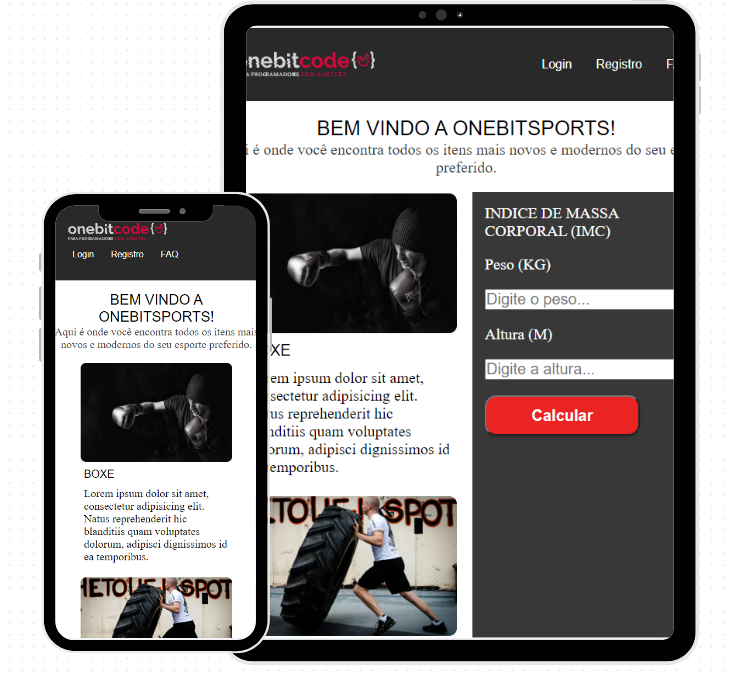 onebitcode{}
PARA PROGRAMADORES SEM LIMITES
Login Registro FAQ
BEM VINDO A
ONEBITSPORTS!
Aqui é onde você encontra todos os itens mais
novos e modernos do seu esporte preferido.
BOXE
Lorem ipsum dolor sit amet,
consectetur adipisicing elit.
Natus reprehenderit hic
blanditiis quam voluptates
dolorum, adipisci dignissimos id
ea temporibus.
HETOUF SPOT
onebitcode{}
A PROGRAMADORES SEM LIMITES
Login Registro FA
BEM VINDO A ONEBITSPORTS!
i é onde você encontra todos os itens mais novos e modernos do seu e
preferido.
XE
em ipsum dolor sit amet,
sectetur adipisicing elit.
us reprehenderit hic
nditiis quam voluptates
orum, adipisci dignissimos id
emporibus.
ETOUF SPOT
INDICE DE MASSA
CORPORAL (IMC)
Peso (KG)
Digite o peso...
Altura (M)
Digite a altura...
Calcular